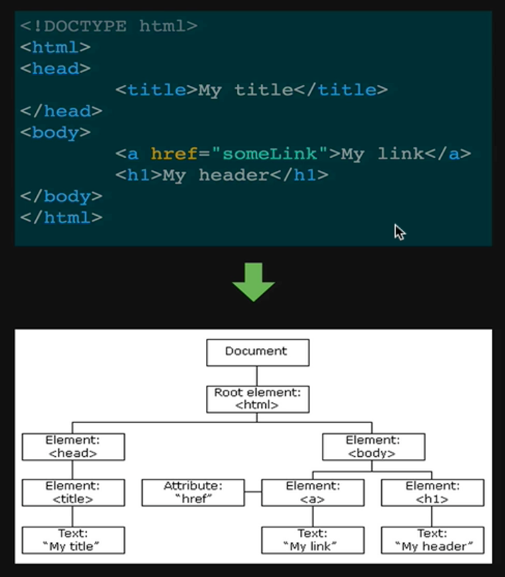 <!DOCTYPE html>
<html>
<head>
<title>My title</title>
</head>
<body>
<a href="someLink">My link</a>
<h1>My header</h1>
</body>
</html>
Document
Root element:
<html>
Element:
<head>
Element:
<body>
Element:
<title>
Attribute:
“href”
Element:
<a>
Element:
<h1>
Text:
“My title”
Text:
“My link”
Text:
“My header”